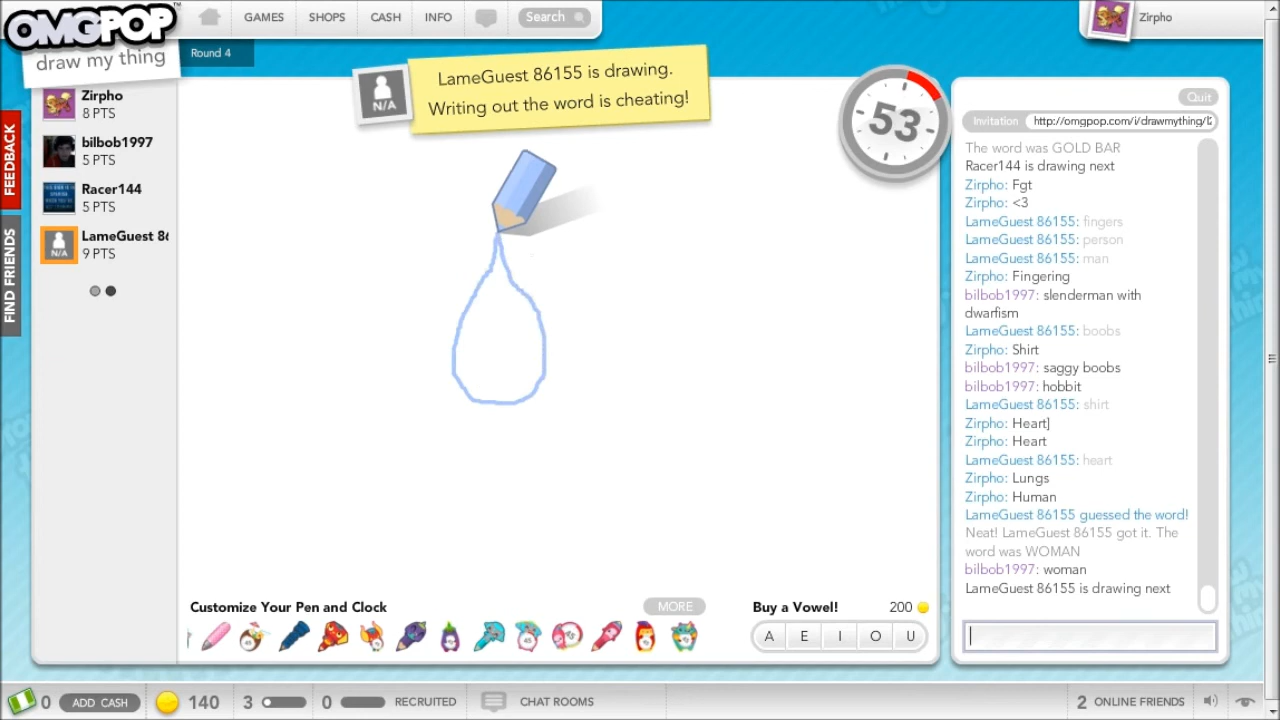 OMGPOP™
draw my thing
GAMES
SHOPS
CASH
INFO
Search
Zirpho
Round 4
FEEDBACK
FIND FRIENDS
Zirpho
8 PTS
bilbob1997
5 PTS
Racer144
5 PTS
N/A
LameGuest 86
9 PTS
N/A
LameGuest 86155 is drawing.
Writing out the word is cheating!
53
Quit
Invitation
http://omgpop.com/i/drawmything/
The word was GOLD BAR
Racer144 is drawing next
Zirpho: Fgt
Zirpho: <3
LameGuest 86155: fingers
LameGuest 86155: person
LameGuest 86155: man
Zirpho: Fingering
bilbob1997: slenderman with
dwarfism
LameGuest 86155: boobs
Zirpho: Shirt
bilbob1997: saggy boobs
bilbob1997: hobbit
LameGuest 86155: shirt
Zirpho: Heart]
Zirpho: Heart
LameGuest 86155: heart
Zirpho: Lungs
Zirpho: Human
LameGuest 86155 guessed the word!
Neat! LameGuest 86155 got it. The
word was WOMAN
bilbob1997: woman
LameGuest 86155 is drawing next
Customize Your Pen and Clock
MORE
Buy a Vowel!
200
A E I O U
0
ADD CASH
140
3
0
RECRUITED
CHAT ROOMS
2 ONLINE FRIENDS